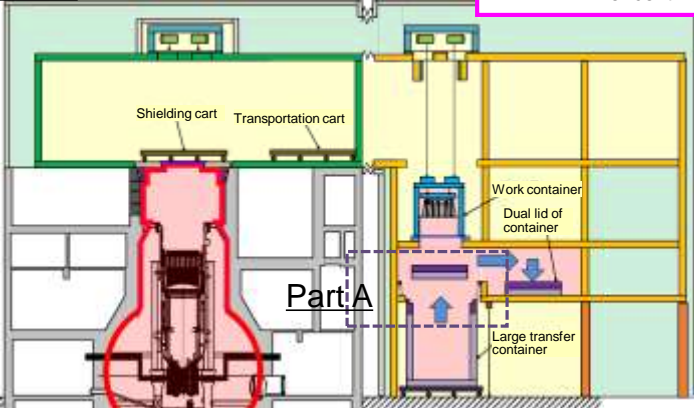 Shielding cart
Transportation cart
Work container
Dual lid of
container
Part A
Large transfer
container